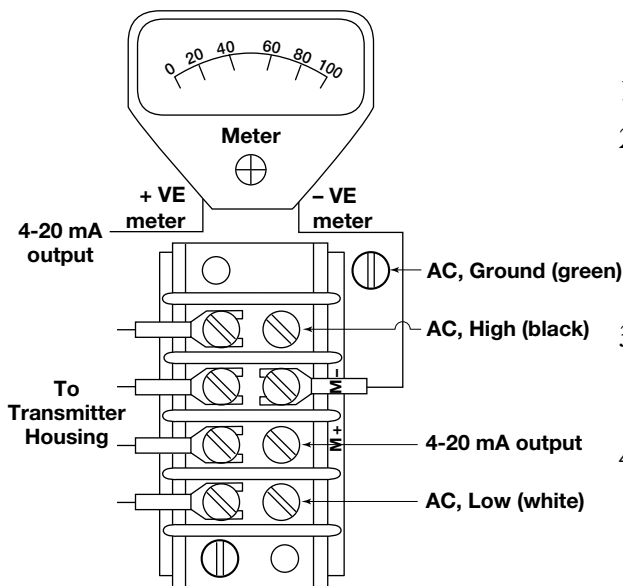 0 20 40 60 80 100
Meter
+ VE
meter
– VE
meter
4-20 mA
output
AC, Ground (green)
AC, High (black)
M–
To
Transmitter
Housing
M+
4-20 mA output
AC, Low (white)